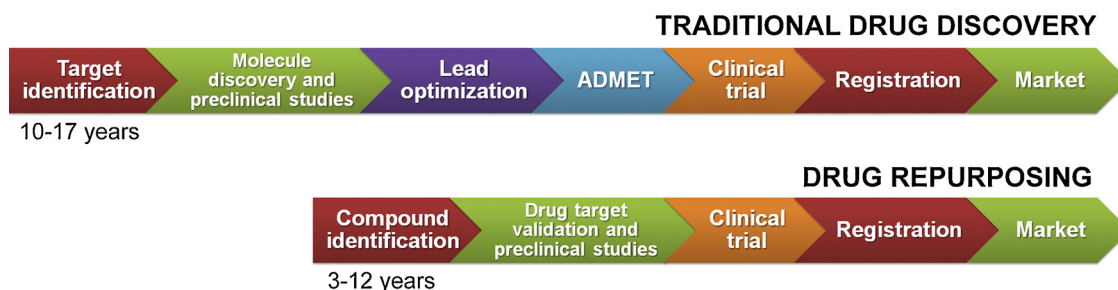 TRADITIONAL DRUG DISCOVERY
Target
identification
Molecule
discovery and
preclinical studies
Lead
optimization
ADMET
Clinical
trial
Registration
Market
10-17 years
DRUG REPURPOSING
Compound
identification
Drug target
validation and
preclinical studies
Clinical
trial
Registration
Market
3-12 years